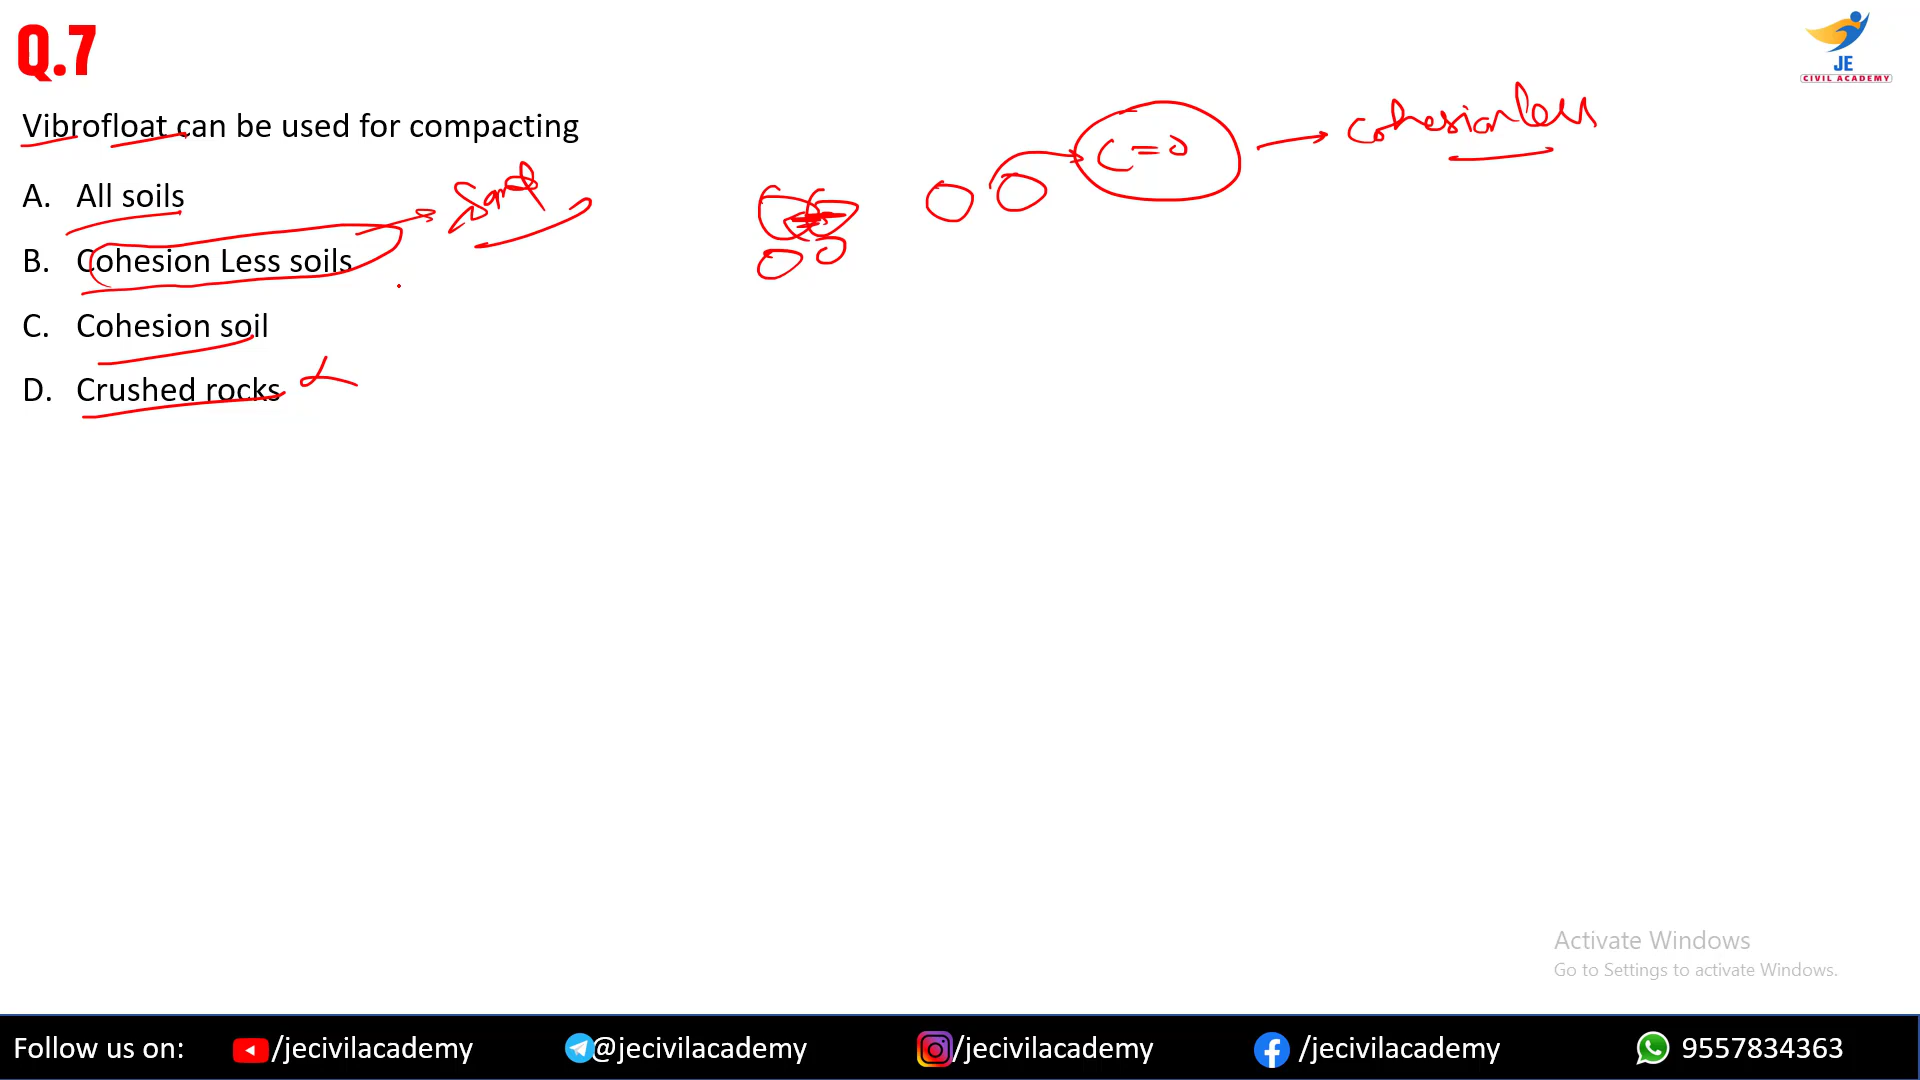 Q.7
JE
CIVIL ACADEMY
Vibrofloat can be used for compacting
C=0 cohesionless
A. All soils
Sand
B. Cohesion Less soils
C. Cohesion soil
D. Crushed rocks
Activate Windows
Go to Settings to activate Windows.
Follow us on: /jecivilacademy @jecivilacademy /jecivilacademy /jecivilacademy 9557834363